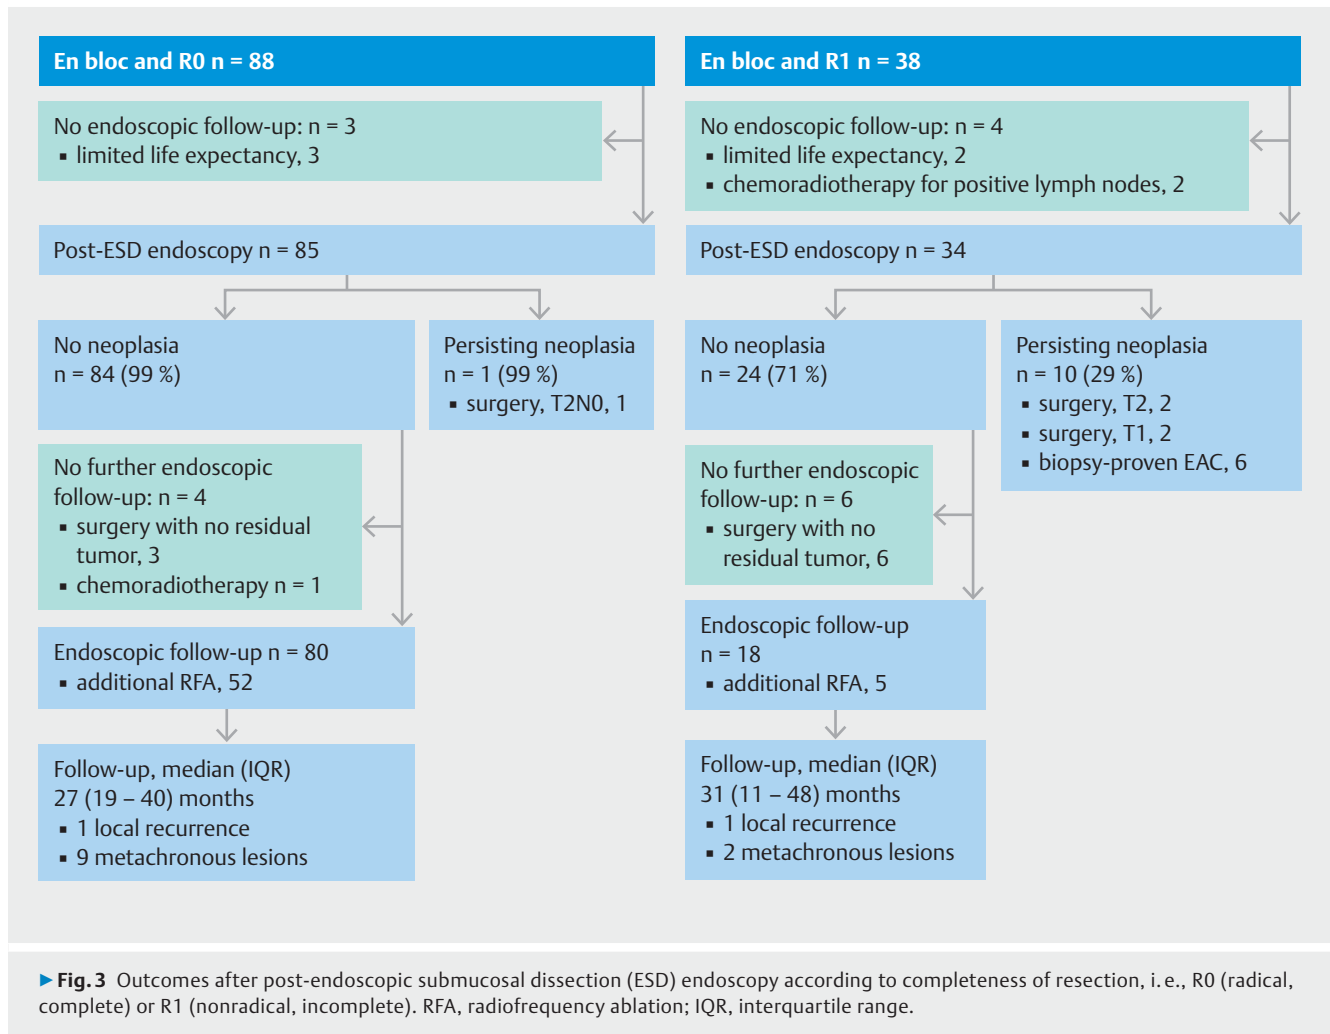 En bloc and R0 n = 88
No endoscopic follow-up: n = 3
▪ limited life expectancy, 3
Post-ESD endoscopy n = 85
No neoplasia
n = 84 (99 %)
Persisting neoplasia
n = 1 (99 %)
▪ surgery, T2N0, 1
No further endoscopic
follow-up: n = 4
▪ surgery with no residual
tumor, 3
▪ chemoradiotherapy n = 1
Endoscopic follow-up n = 80
▪ additional RFA, 52
Follow-up, median (IQR)
27 (19 – 40) months
▪ 1 local recurrence
▪ 9 metachronous lesions
En bloc and R1 n = 38
No endoscopic follow-up: n = 4
▪ limited life expectancy, 2
▪ chemoradiotherapy for positive lymph nodes, 2
Post-ESD endoscopy n = 34
No neoplasia
n = 24 (71 %)
Persisting neoplasia
n = 10 (29 %)
▪ surgery, T2, 2
▪ surgery, T1, 2
▪ biopsy-proven EAC, 6
No further endoscopic
follow-up: n = 6
▪ surgery with no
residual tumor, 6
Endoscopic follow-up
n = 18
▪ additional RFA, 5
Follow-up, median (IQR)
31 (11 – 48) months
▪ 1 local recurrence
▪ 2 metachronous lesions
▶ Fig. 3 Outcomes after post-endoscopic submucosal dissection (ESD) endoscopy according to completeness of resection, i. e., R0 (radical,
complete) or R1 (nonradical, incomplete). RFA, radiofrequency ablation; IQR, interquartile range.